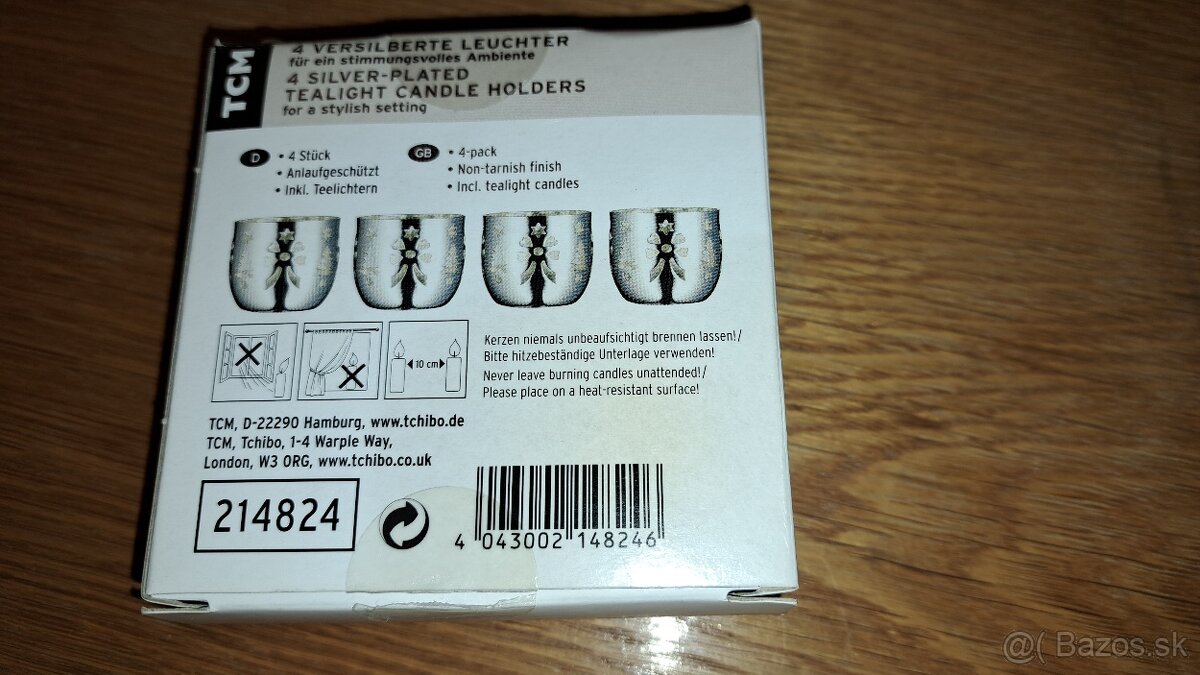 TCM
4 VERSILBERTE LEUCHTER
für ein stimmungsvolles Ambiente
4 SILVER-PLATED
TEALIGHT CANDLE HOLDERS
for a stylish setting
D
• 4 Stück
• Anlaufgeschützt
• Inkl. Teelichtern
GB
• 4-pack
• Non-tarnish finish
• Incl. tealight candles
10 cm
Kerzen niemals unbeaufsichtigt brennen lassen!/
Bitte hitzebeständige Unterlage verwenden!
Never leave burning candles unattended!/
Please place on a heat-resistant surface!
TCM, D-22290 Hamburg, www.tchibo.de
TCM, Tchibo, 1-4 Warple Way,
London, W3 0RG, www.tchibo.co.uk
214824
4 043002 148246
@( Bazos.sk